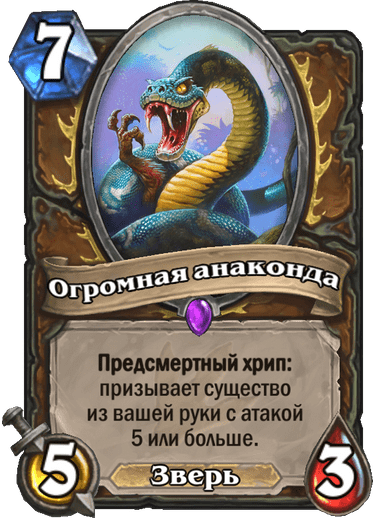 7
Огромная анаконда
Предсмертный хрип:
призывает существо
из вашей руки с атакой
5 или больше.
5
Зверь
3